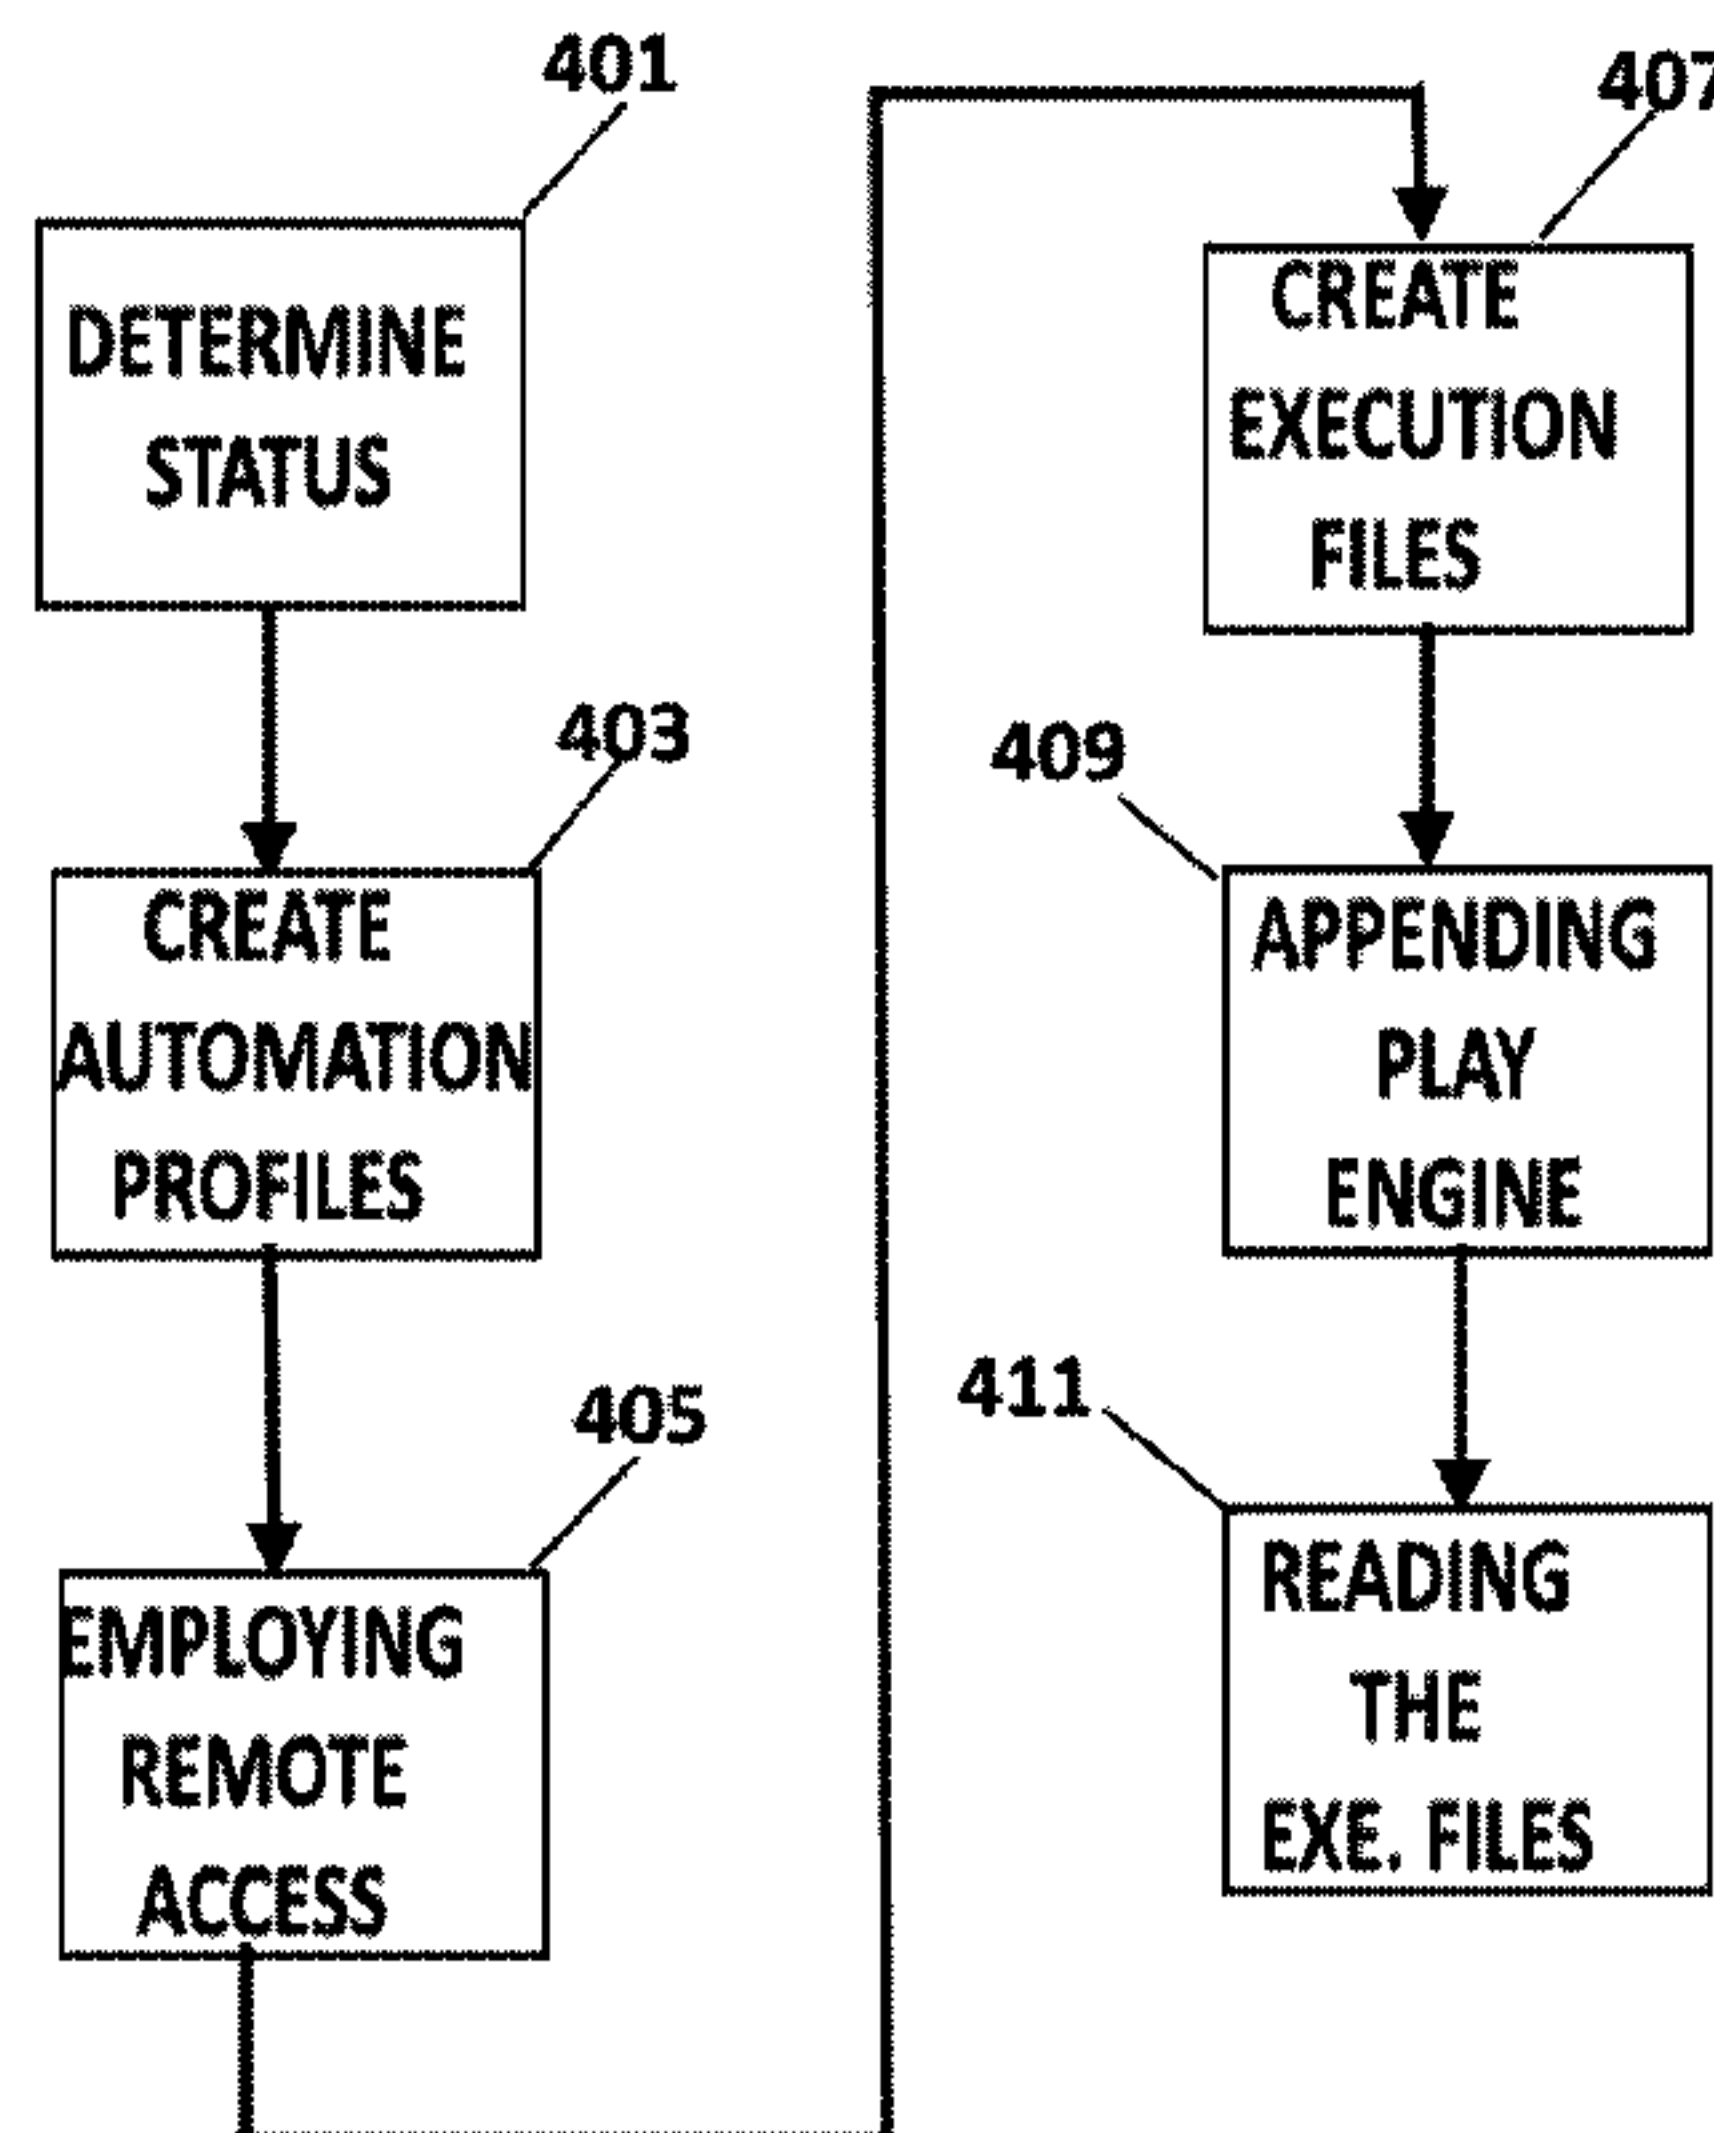 401
DETERMINE
STATUS
403
CREATE
AUTOMATION
PROFILES
405
EMPLOYING
REMOTE
ACCESS
407
CREATE
EXECUTION
FILES
409
APPENDING
PLAY
ENGINE
411
READING
THE
EXE. FILES